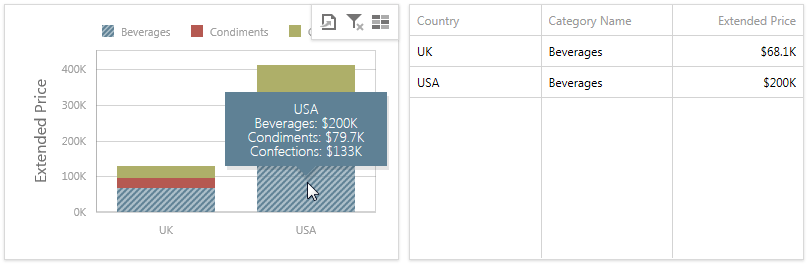 Beverages
Condiments
Extended Price
400K
300K
200K
100K
0K
UK
USA
USA
Beverages: $200K
Condiments: $79.7K
Confections: $133K
Country Category Name Extended Price
UK Beverages $68.1K
USA Beverages $200K